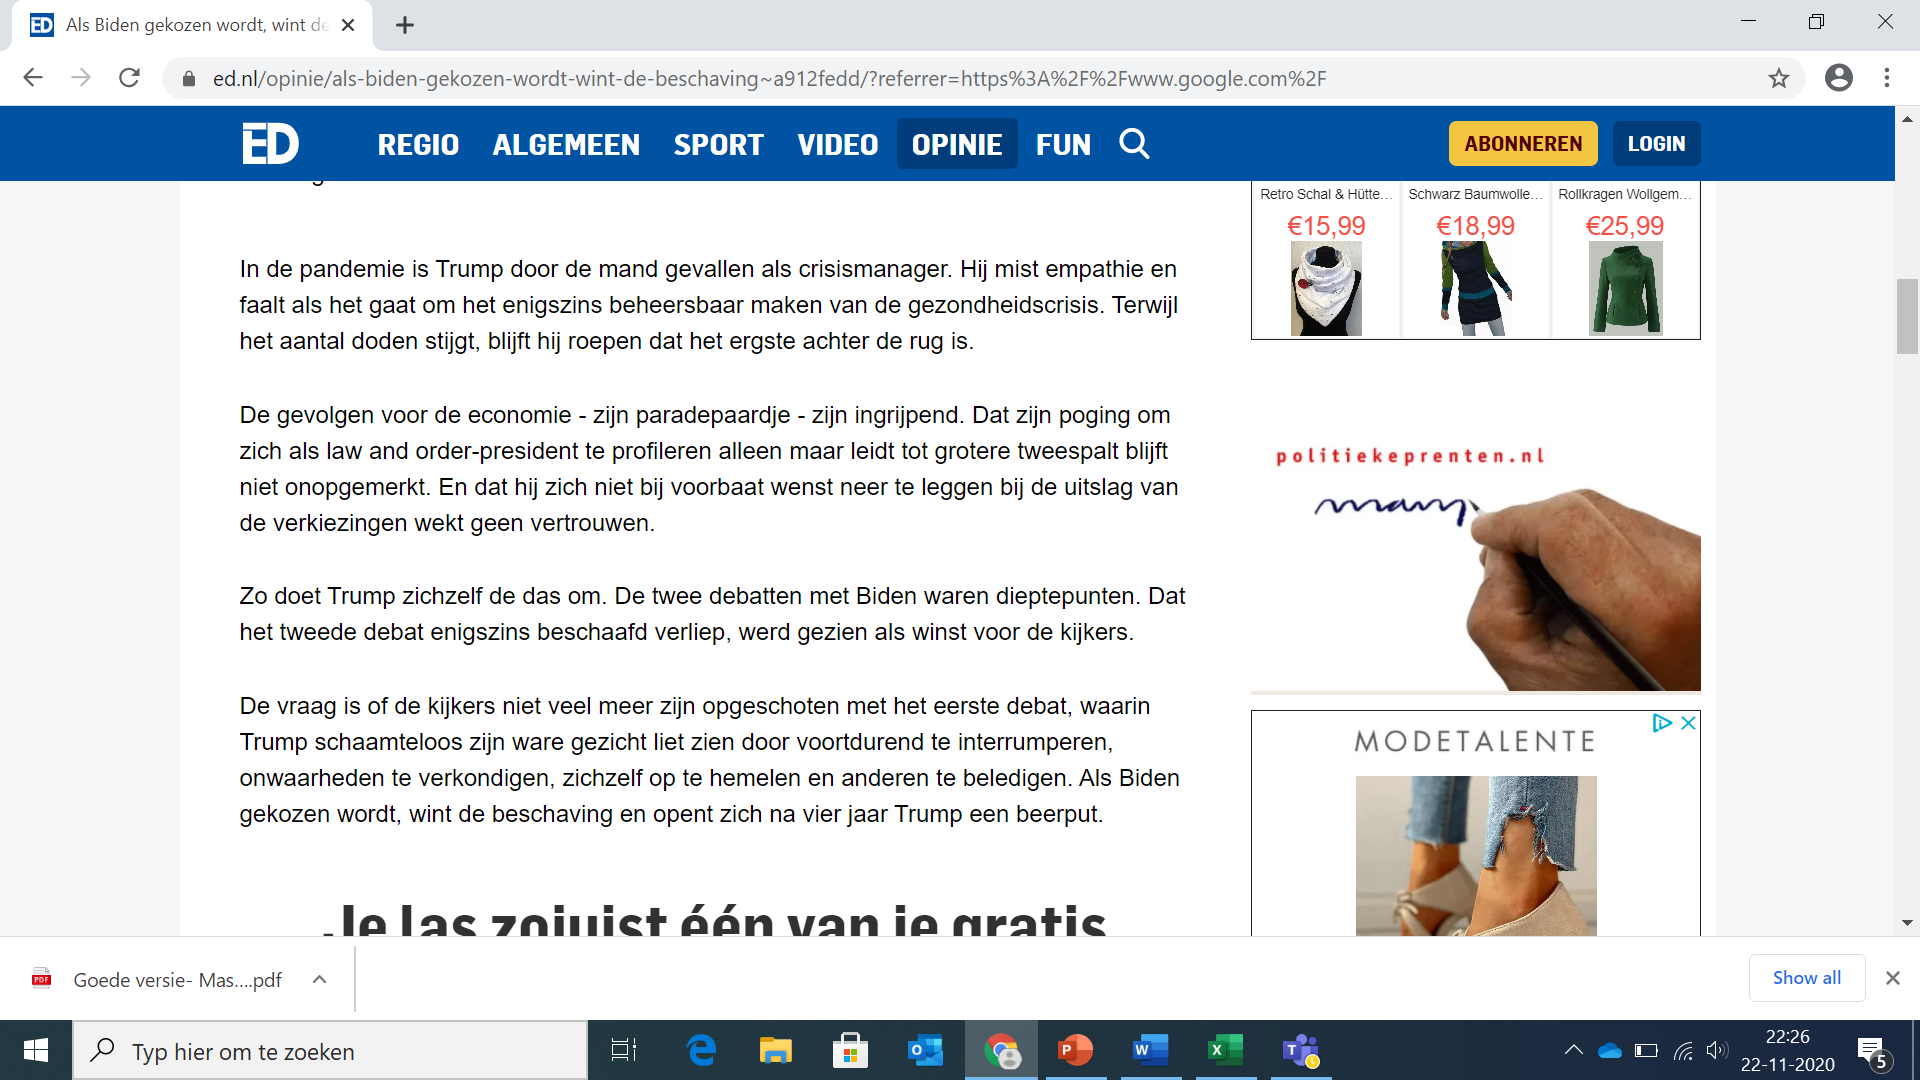 ED Als Biden gekozen wordt, wint de
ed.nl/opinie/als-biden-gekozen-wordt-wint-de-beschaving~a912fedd/?referrer=https%3A%2F%2Fwww.google.com%2F
ED REGIO ALGEMEEN SPORT VIDEO OPINIE FUN ABONNEREN LOGIN
In de pandemie is Trump door de mand gevallen als crisismanager. Hij mist empathie en
faalt als het gaat om het enigszins beheersbaar maken van de gezondheidscrisis. Terwijl
het aantal doden stijgt, blijft hij roepen dat het ergste achter de rug is.
De gevolgen voor de economie - zijn paradepaardje - zijn ingrijpend. Dat zijn poging om
zich als law and order-president te profileren alleen maar leidt tot grotere tweespalt blijft
niet onopgemerkt. En dat hij zich niet bij voorbaat wenst neer te leggen bij de uitslag van
de verkiezingen wekt geen vertrouwen.
Zo doet Trump zichzelf de das om. De twee debatten met Biden waren dieptepunten. Dat
het tweede debat enigszins beschaafd verliep, werd gezien als winst voor de kijkers.
De vraag is of de kijkers niet veel meer zijn opgeschoten met het eerste debat, waarin
Trump schaamteloos zijn ware gezicht liet zien door voortdurend te interrumperen,
onwaarheden te verkondigen, zichzelf op te hemelen en anderen te beledigen. Als Biden
gekozen wordt, wint de beschaving en opent zich na vier jaar Trump een beerput.
Je las zojuist één van je gratis
Retro Schal & Hütte... Schwarz Baumwolle... Rollkragen Wollgem...
€15,99 €18,99 €25,99
politiekeprenten.nl
MODETALENTE
PDF Goede versie- Mas....pdf Show all
Typ hier om te zoeken
22:26
22-11-2020
5